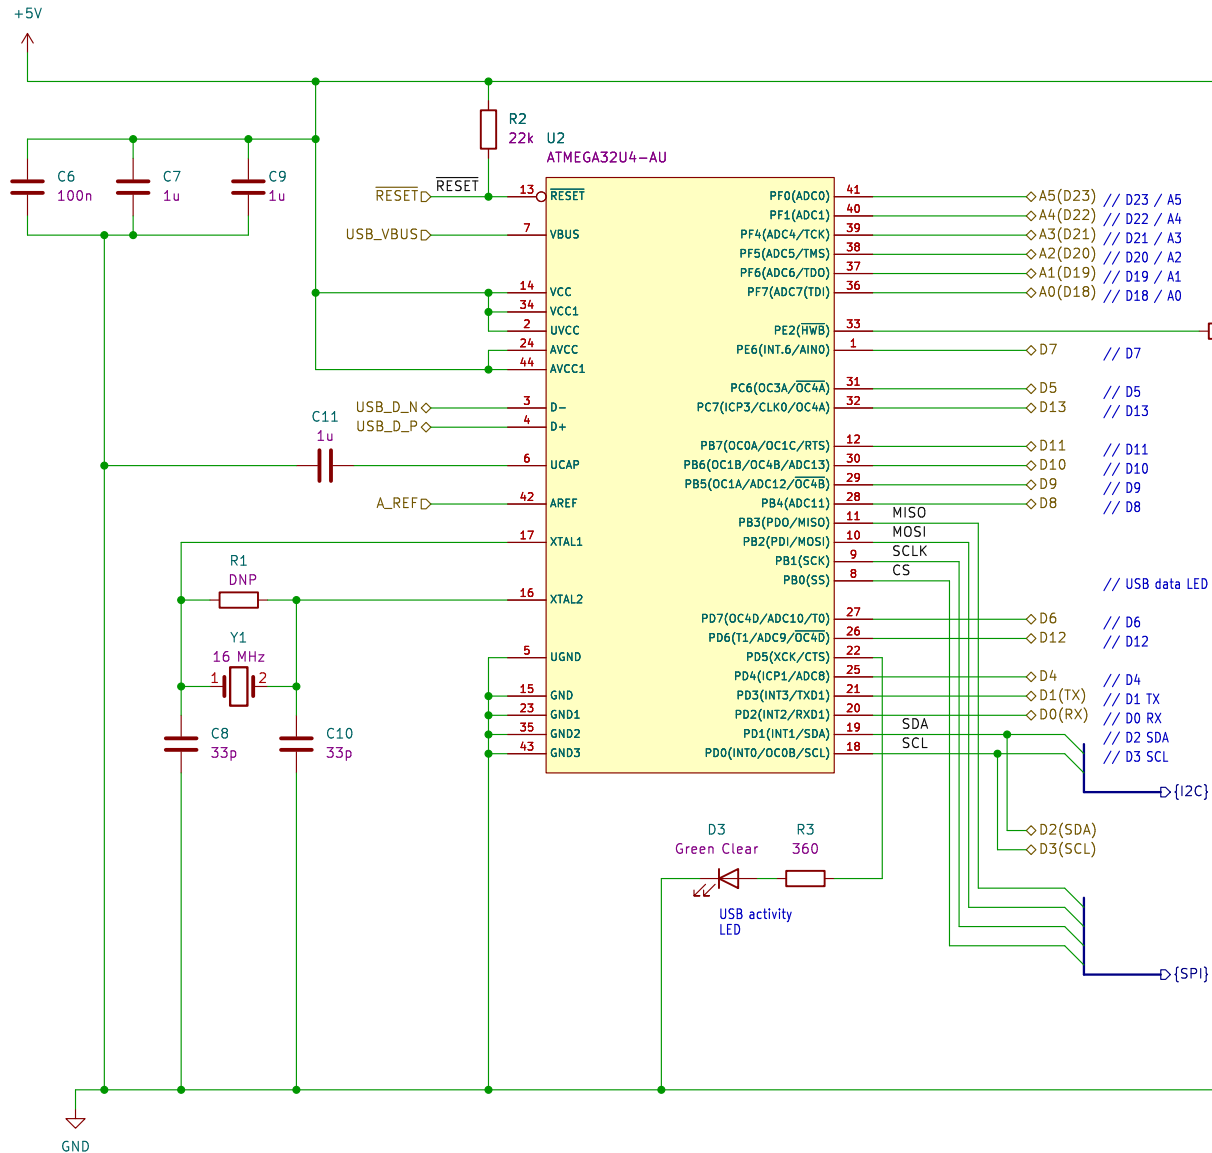 +5V
R2
22k
U2
ATMEGA32U4-AU
C6
100n
C7
1u
C9
1u
RESET
RESET
USB_VBUS
USB_D_N
USB_D_P
C11
1u
A_REF
R1
DNP
Y1
16 MHz
1
2
C8
33p
C10
33p
13 RESET
7 VBUS
14 VCC
34 VCC1
2 UVCC
24 AVCC
44 AVCC1
3 D-
4 D+
6 UCAP
42 AREF
17 XTAL1
16 XTAL2
5 UGND
15 GND
23 GND1
35 GND2
43 GND3
PF0(ADC0) 41 A5(D23) // D23 / A5
PF1(ADC1) 40 A4(D22) // D22 / A4
PF4(ADC4/TCK) 39 A3(D21) // D21 / A3
PF5(ADC5/TMS) 38 A2(D20) // D20 / A2
PF6(ADC6/TDO) 37 A1(D19) // D19 / A1
PF7(ADC7(TDI) 36 A0(D18) // D18 / A0
PE2(HWB) 33
PE6(INT.6/AIN0) 1 D7 // D7
PC6(OC3A/OC4A) 31 D5 // D5
PC7(ICP3/CLK0/OC4A) 32 D13 // D13
PB7(OC0A/OC1C/RTS) 12 D11 // D11
PB6(OC1B/OC4B/ADC13) 30 D10 // D10
PB5(OC1A/ADC12/OC4B) 29 D9 // D9
PB4(ADC11) 28 D8 // D8
PB3(PDO/MISO) 11 MISO
PB2(PDI/MOSI) 10 MOSI
PB1(SCK) 9 SCLK
PB0(SS) 8 CS // USB data LED
PD7(OC4D/ADC10/T0) 27 D6 // D6
PD6(T1/ADC9/OC4D) 26 D12 // D12
PD5(XCK/CTS) 22
PD4(ICP1/ADC8) 25 D4 // D4
PD3(INT3/TXD1) 21 D1(TX) // D1 TX
PD2(INT2/RXD1) 20 D0(RX) // D0 RX
PD1(INT1/SDA) 19 SDA // D2 SDA
PD0(INT0/OC0B/SCL) 18 SCL // D3 SCL
{I2C}
D2(SDA)
D3(SCL)
D3
Green Clear
R3
360
USB activity
LED
{SPI}
GND